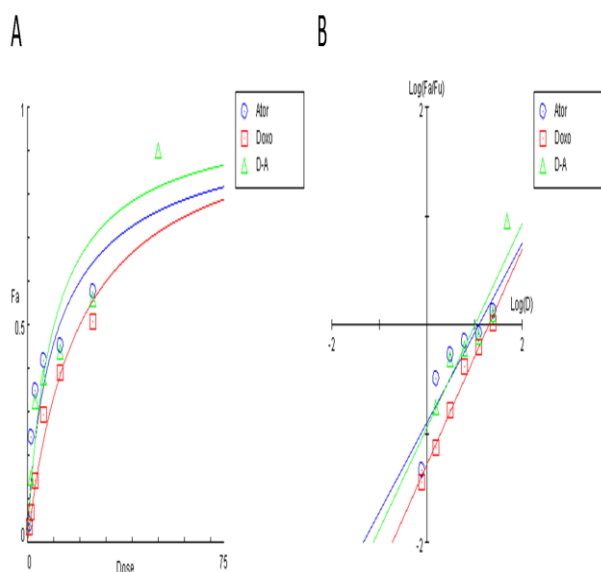 A
B
1
Fa
0.5
0
0
Dose
75
Ator
Doxo
D-A
Log(Fa/Fu)
2
Log(D)
-2
2
-2
Ator
Doxo
D-A